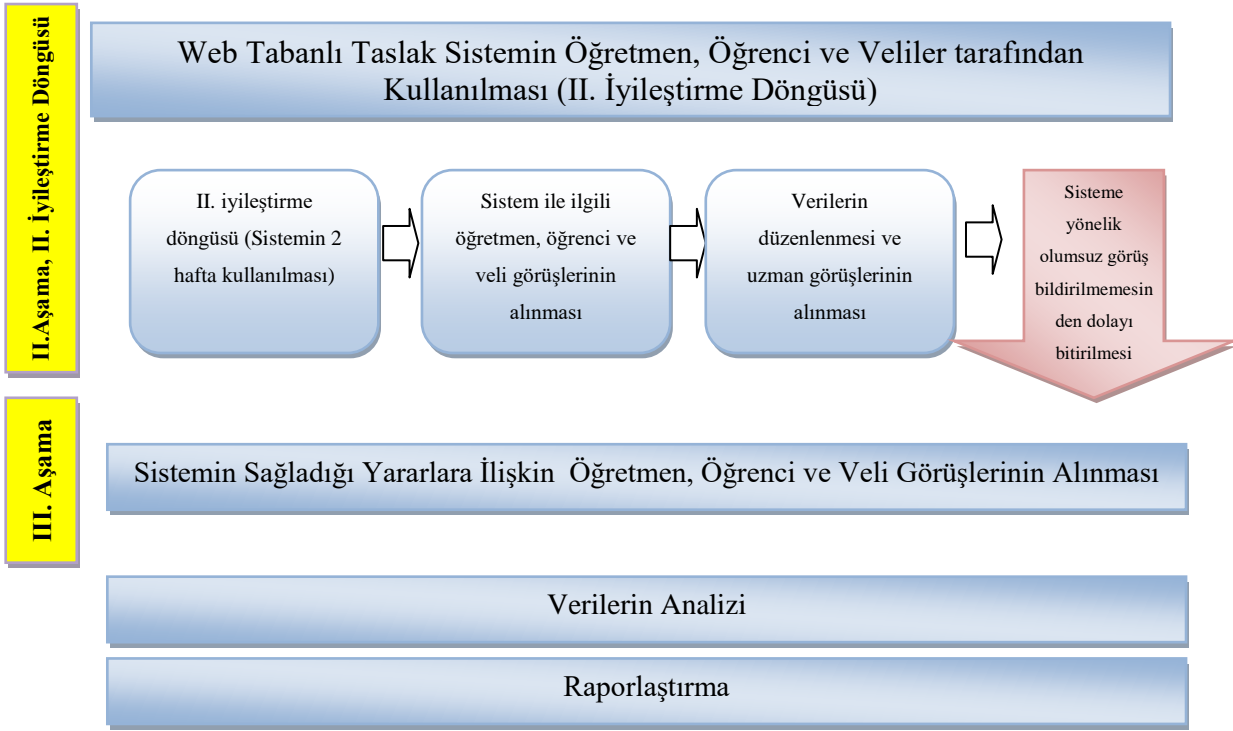 II.Aşama, II. İyileştirme Döngüsü
Web Tabanlı Taslak Sistemin Öğretmen, Öğrenci ve Veliler tarafından
Kullanılması (II. İyileştirme Döngüsü)
II. iyileştirme
döngüsü (Sistemin 2
hafta kullanılması)
Sistem ile ilgili
öğretmen, öğrenci ve
veli görüşlerinin
alınması
Verilerin
düzenlenmesi ve
uzman görüşlerinin
alınması
Sisteme
yönelik
olumsuz görüş
bildirilmemesin
den dolayı
bitirilmesi
III. Aşama
Sistemin Sağladığı Yararlara İlişkin Öğretmen, Öğrenci ve Veli Görüşlerinin Alınması
Verilerin Analizi
Raporlaştırma